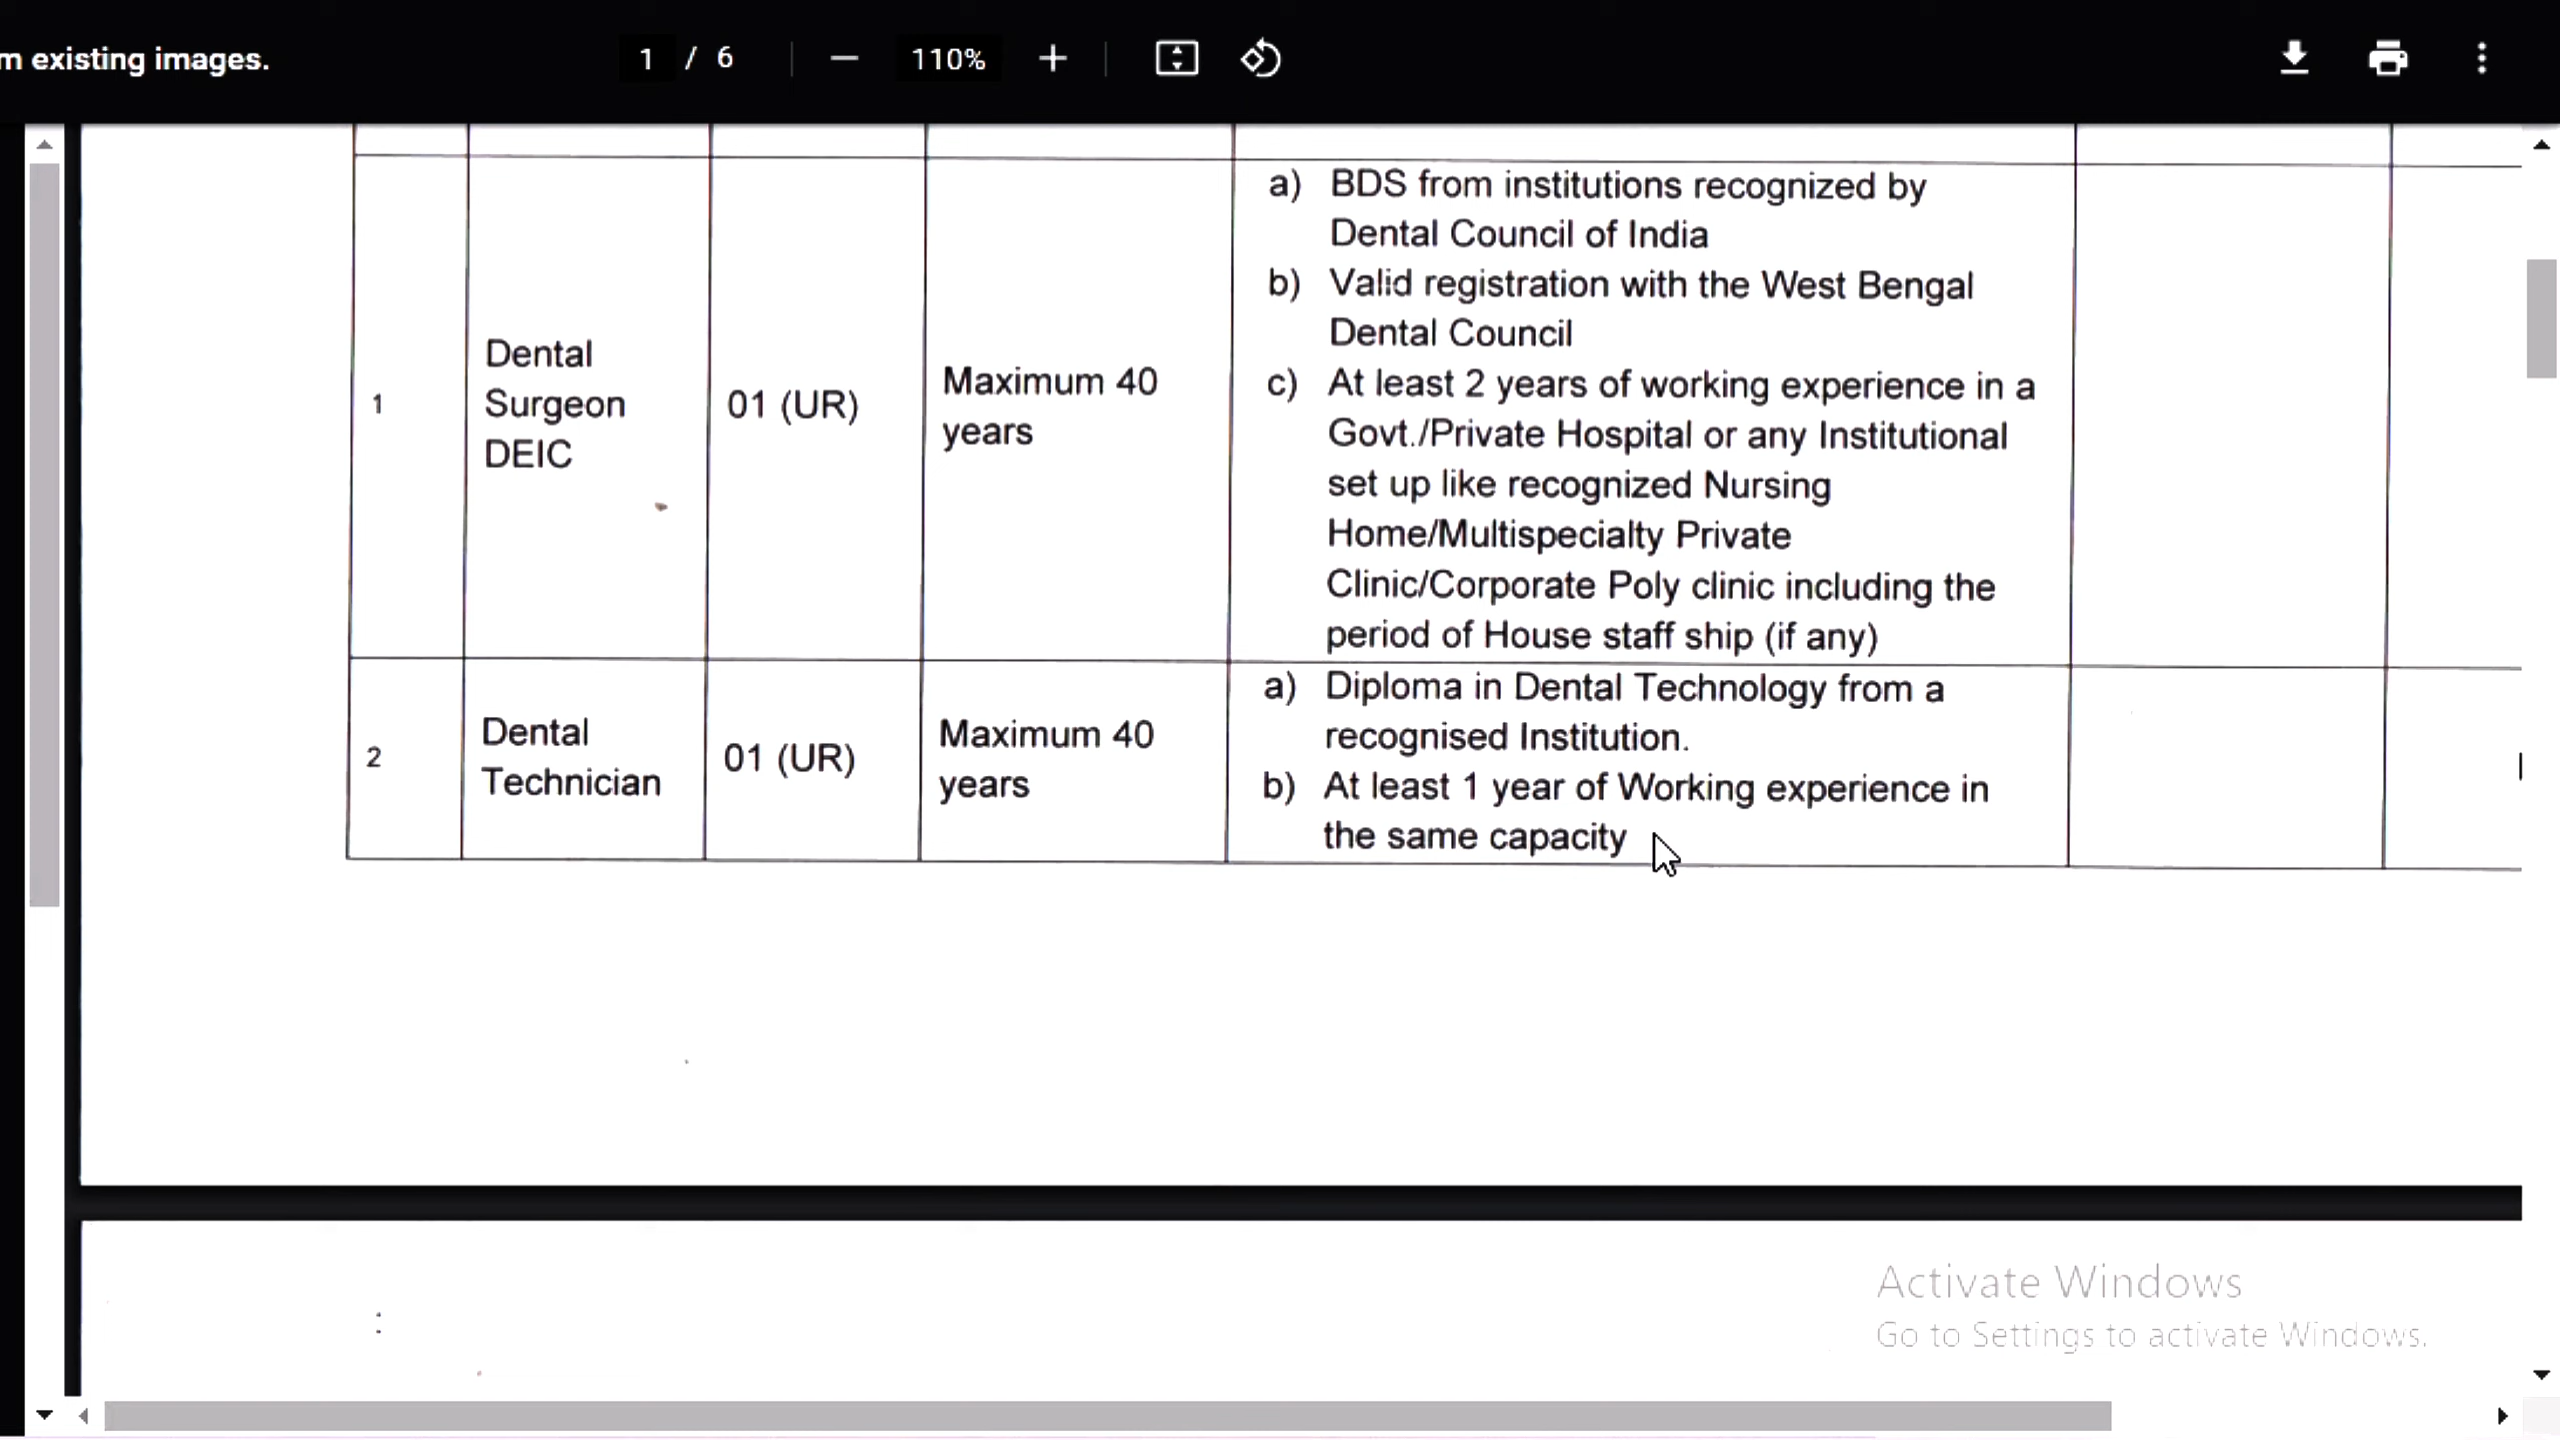 m existing images.
1 / 6
110%
a) BDS from institutions recognized by
Dental Council of India
b) Valid registration with the West Bengal
Dental Council
c) At least 2 years of working experience in a
Govt./Private Hospital or any Institutional
set up like recognized Nursing
Home/Multispecialty Private
Clinic/Corporate Poly clinic including the
period of House staff ship (if any)
1
Dental
Surgeon
DEIC
01 (UR)
Maximum 40
years
a) Diploma in Dental Technology from a
recognised Institution.
b) At least 1 year of Working experience in
the same capacity
2
Dental
Technician
01 (UR)
Maximum 40
years
Activate Windows
Go to Settings to activate Windows.